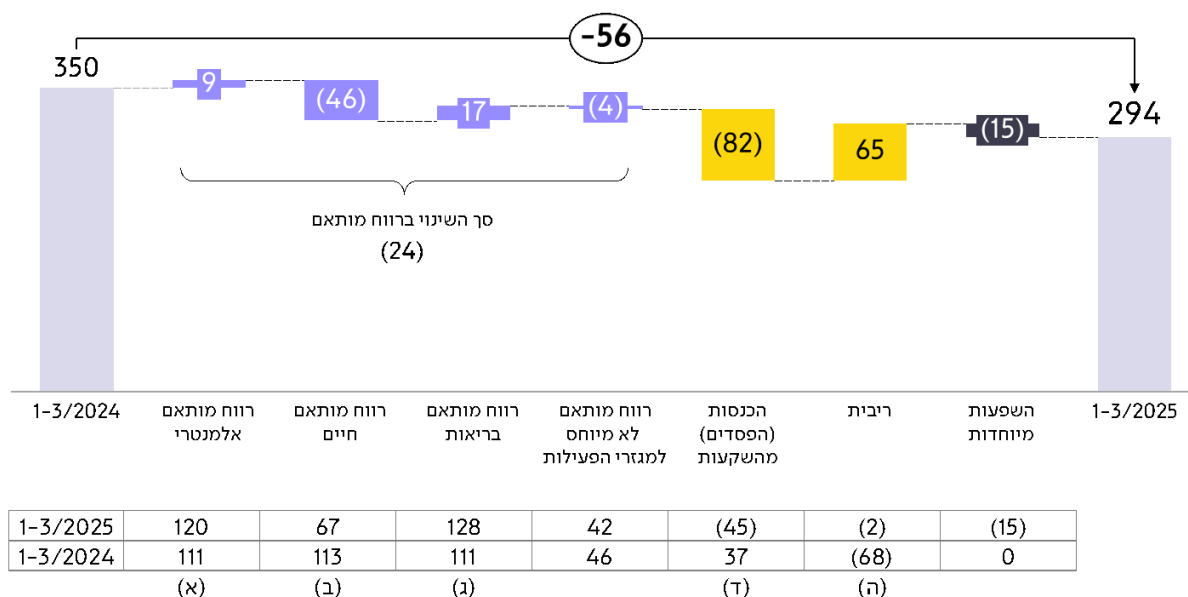 -56
350
9
(46)
17
(4)
(82)
65
(15)
294
סך השינוי ברווח מותאם
(24)
1-3/2024
רווח מותאם
אלמנטרי
רווח מותאם
חיים
רווח מותאם
בריאות
רווח מותאם
לא מיוחס
למגזרי הפעילות
הכנסות
(הפסדים)
מהשקעות
ריבית
השפעות
מיוחדות
1-3/2025
1-3/2025 120 67 128 42 (45) (2) (15)
1-3/2024 111 113 111 46 37 (68) 0
(א) (ב) (ג) (ד) (ה)